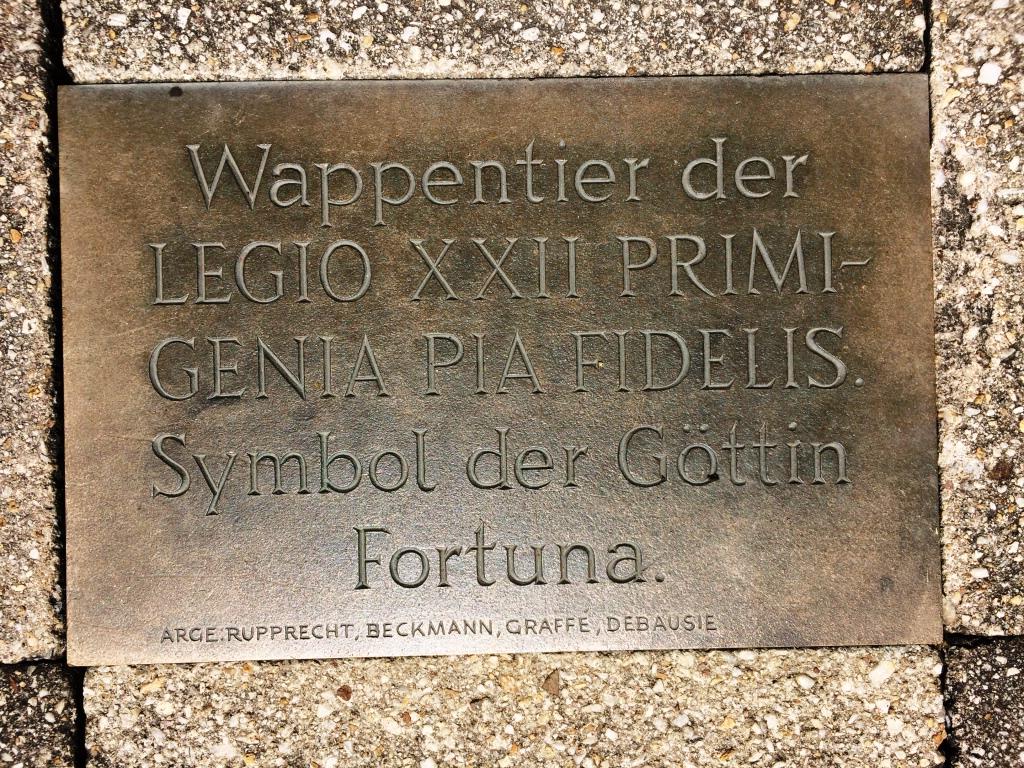 Wappentier der
LEGIO XXII PRIMI-
GENIA PIA FIDELIS.
Symbol der Göttin
Fortuna.
ARGE.RUPPRECHT, BECKMANN, GRAFFE, DEBAUSIE